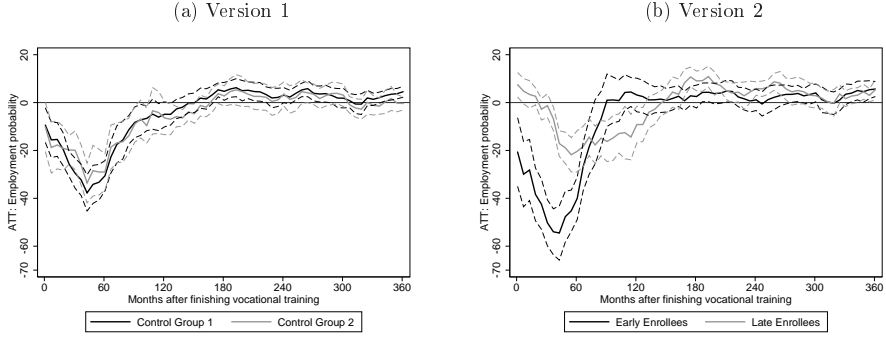 (a) Version 1
ATT: Employment probability
20
0
-20
-40
-60
-70
0 60 120 180 240 300 360
Months after finishing vocational training
Control Group 1 Control Group 2
(b) Version 2
ATT: Employment probability
20
0
-20
-40
-60
-70
0 60 120 180 240 300 360
Months after finishing vocational training
Early Enrollees Late Enrollees